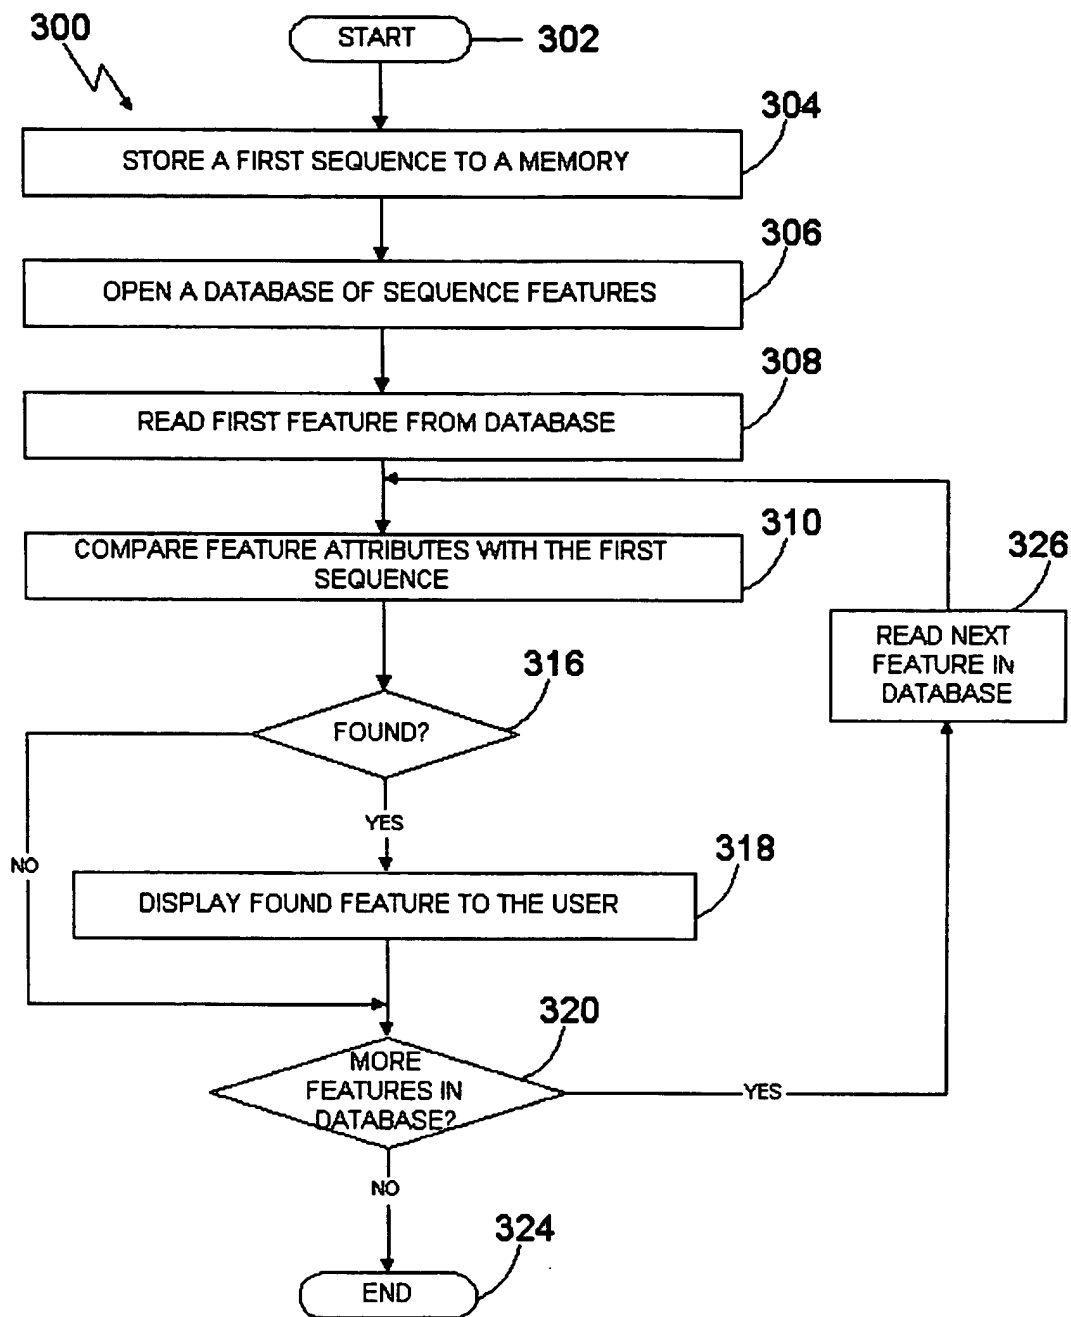 300
START
302
304
STORE A FIRST SEQUENCE TO A MEMORY
306
OPEN A DATABASE OF SEQUENCE FEATURES
308
READ FIRST FEATURE FROM DATABASE
310
COMPARE FEATURE ATTRIBUTES WITH THE FIRST
SEQUENCE
326
READ NEXT
FEATURE IN
DATABASE
316
FOUND?
YES
NO
318
DISPLAY FOUND FEATURE TO THE USER
320
MORE
FEATURES IN
DATABASE?
YES
NO
324
END